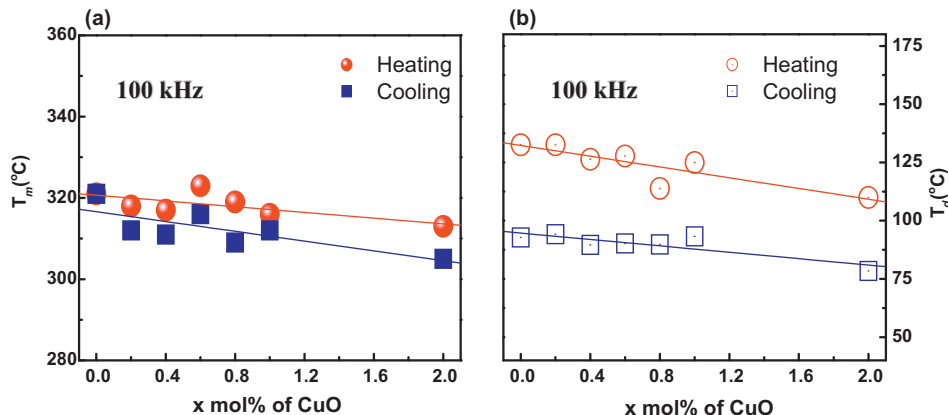 (a)
360
340
320
300
280
Tm(ºC)
Heating
Cooling
100 kHz
0.0 0.4 0.8 1.2 1.6 2.0
x mol% of CuO
(b)
Heating
Cooling
100 kHz
175
150
125
100
75
50
Td(°C)
0.0 0.4 0.8 1.2 1.6 2.0
x mol% of CuO